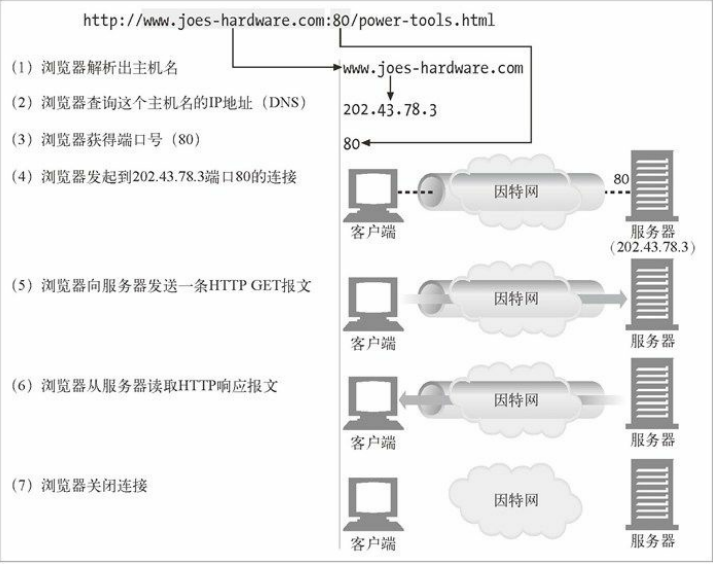 http://www.joes-hardware.com:80/power-tools.html
(1) 浏览器解析出主机名
www.joes-hardware.com
(2) 浏览器查询这个主机名的IP地址（DNS）
202.43.78.3
(3) 浏览器获得端口号（80）
80
(4) 浏览器发起到202.43.78.3端口80的连接
因特网
80
客户端
服务器
(202.43.78.3)
(5) 浏览器向服务器发送一条HTTP GET报文
因特网
客户端
服务器
(6) 浏览器从服务器读取HTTP响应报文
因特网
客户端
服务器
(7) 浏览器关闭连接
因特网
客户端
服务器